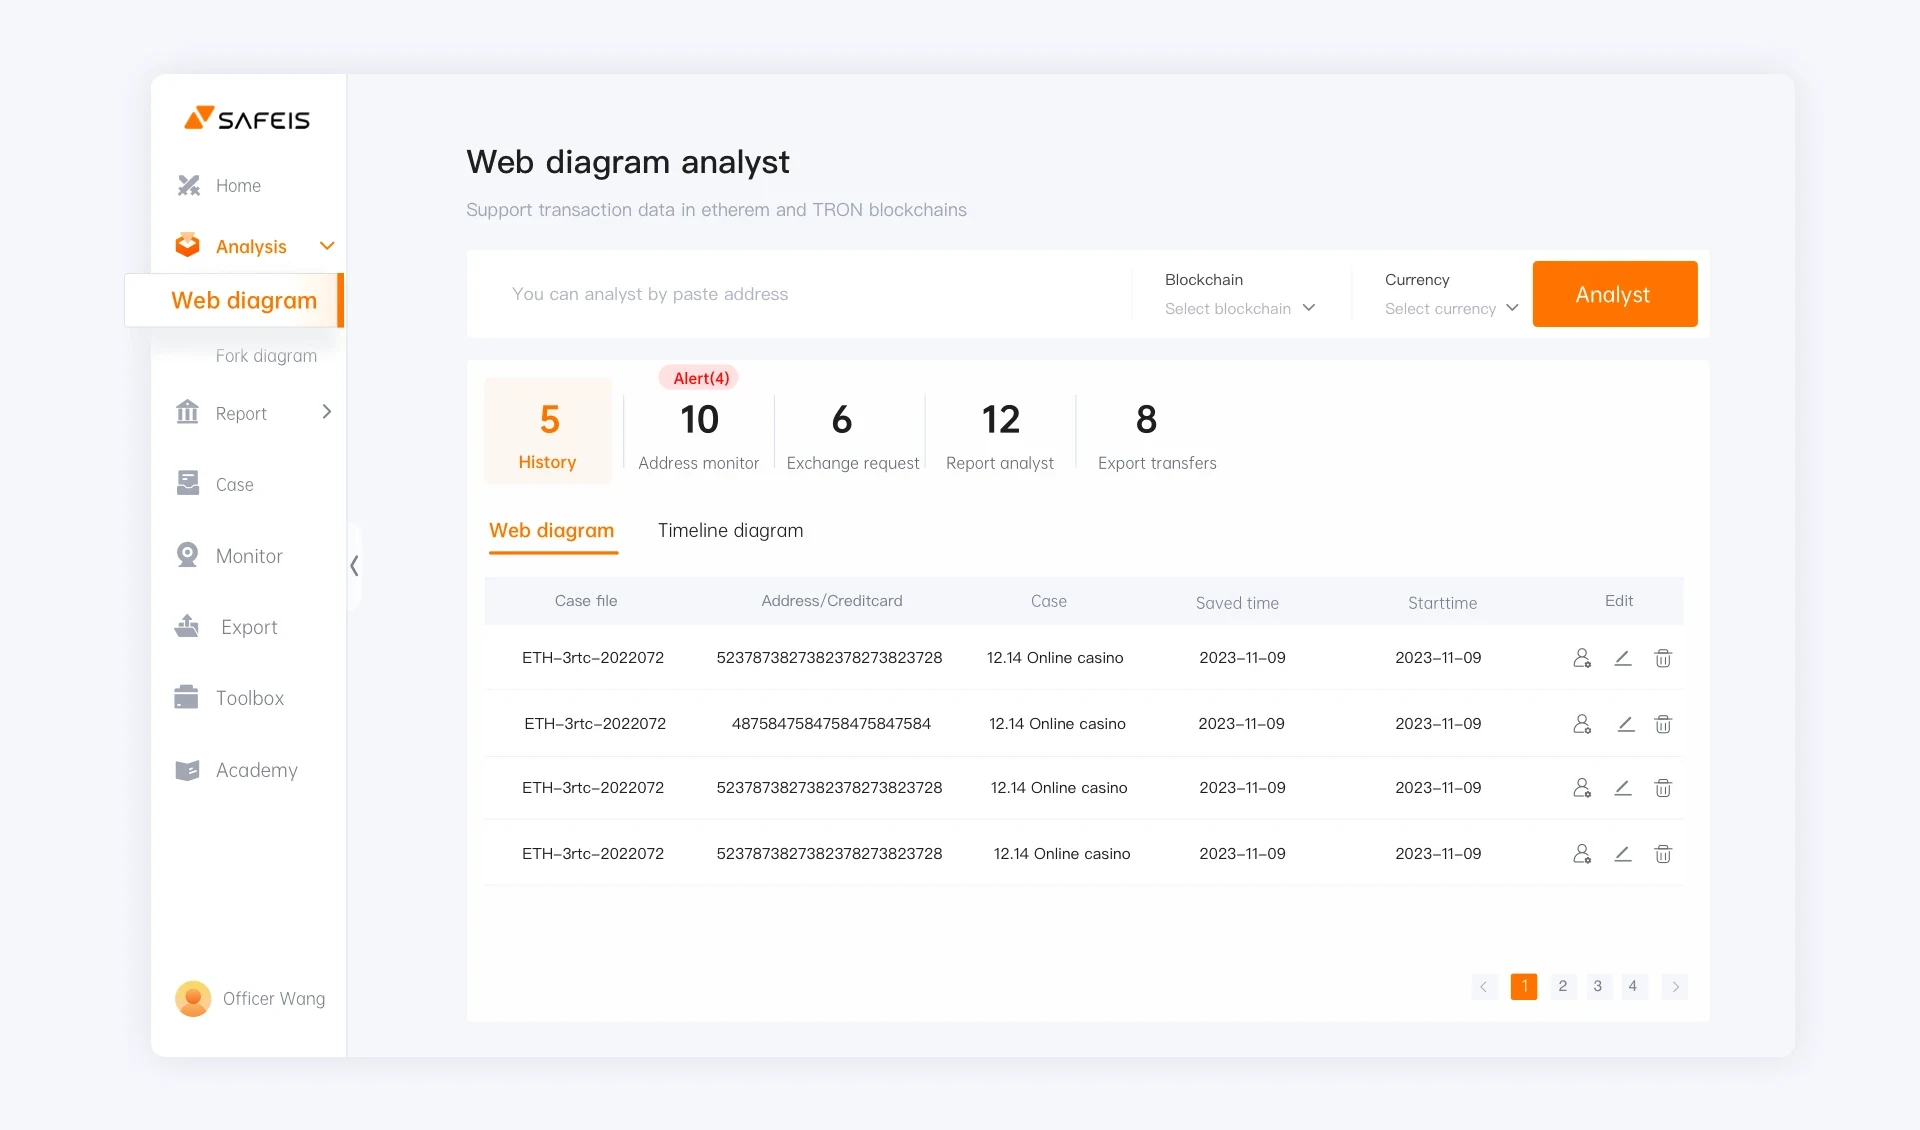 SAFEIS
Home
Analysis
Web diagram
Fork diagram
Report
Case
Monitor
Export
Toolbox
Academy
Officer Wang
Web diagram analyst
Support transaction data in etherem and TRON blockchains
You can analyst by paste address
Blockchain
Select blockchain
Currency
Select currency
Analyst
5
History
Alert(4)
10
Address monitor
6
Exchange request
12
Report analyst
8
Export transfers
Web diagram Timeline diagram
Case file Address/Creditcard Case Saved time Starttime Edit
ETH-3rtc-2022072 5237873827382378273823728 12.14 Online casino 2023-11-09 2023-11-09
ETH-3rtc-2022072 4875847584758475847584 12.14 Online casino 2023-11-09 2023-11-09
ETH-3rtc-2022072 5237873827382378273823728 12.14 Online casino 2023-11-09 2023-11-09
ETH-3rtc-2022072 5237873827382378273823728 12.14 Online casino 2023-11-09 2023-11-09
1 2 3 4